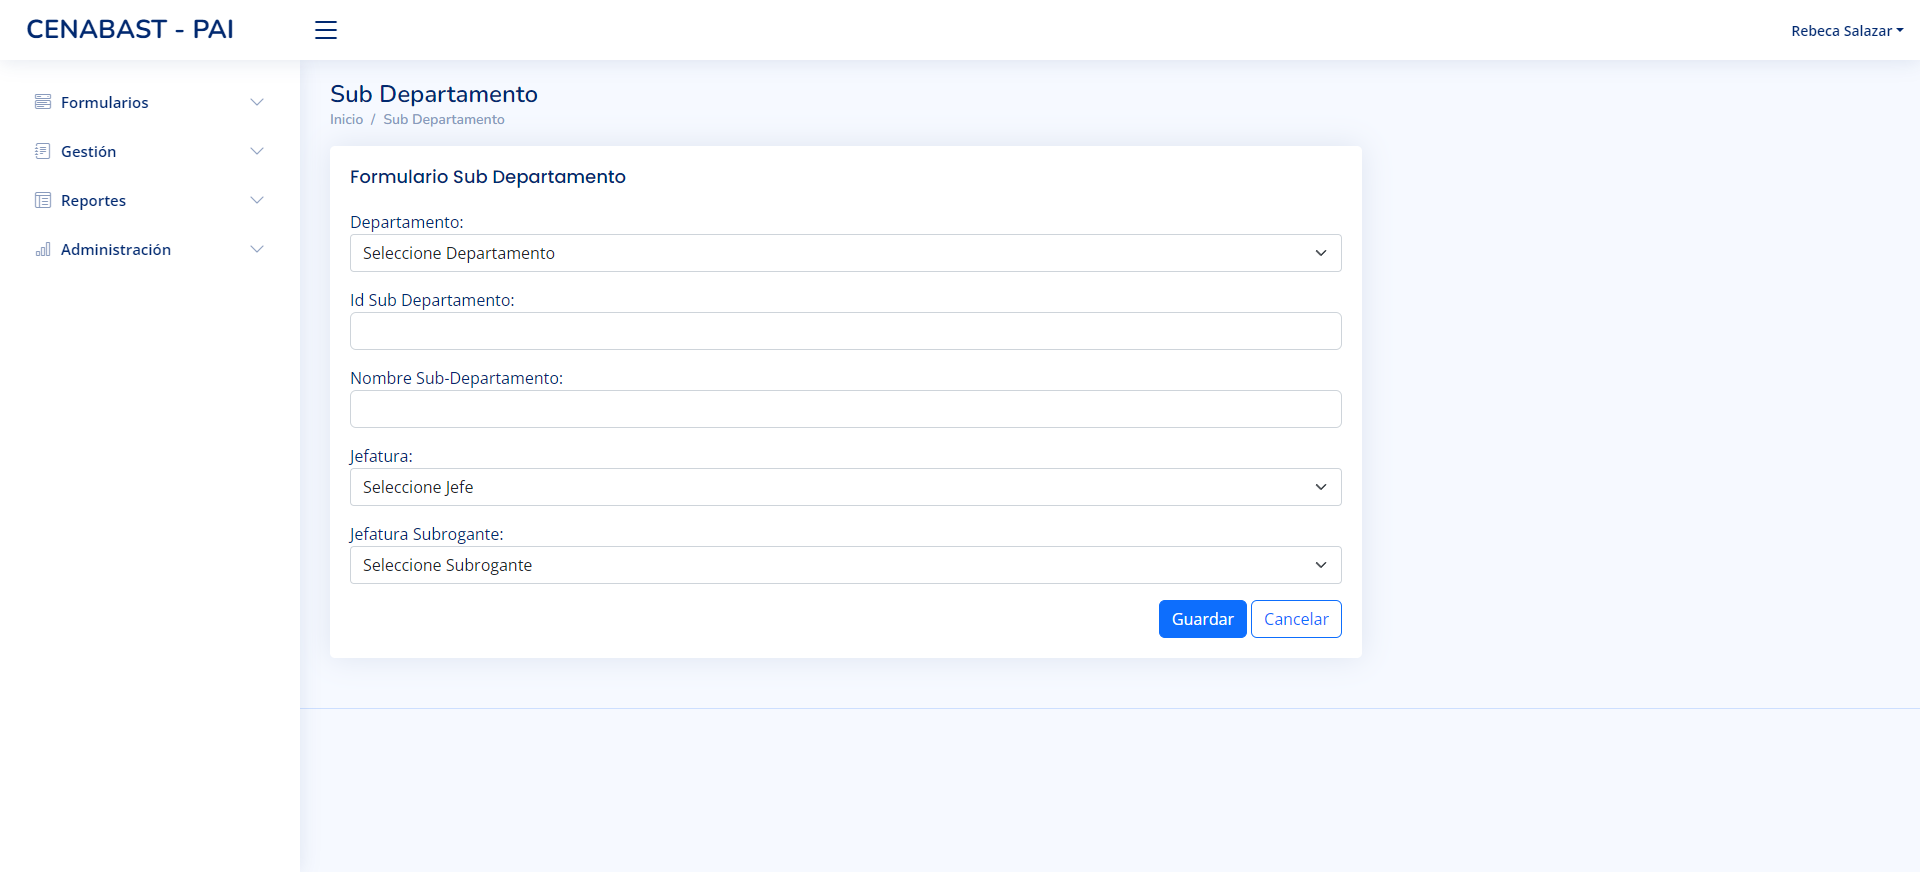 CENABAST - PAI
Rebeca Salazar
Formularios
Gestión
Reportes
Administración
Sub Departamento
Inicio / Sub Departamento
Formulario Sub Departamento
Departamento:
Seleccione Departamento
Id Sub Departamento:
Nombre Sub-Departamento:
Jefatura:
Seleccione Jefe
Jefatura Subrogante:
Seleccione Subrogante
Guardar Cancelar